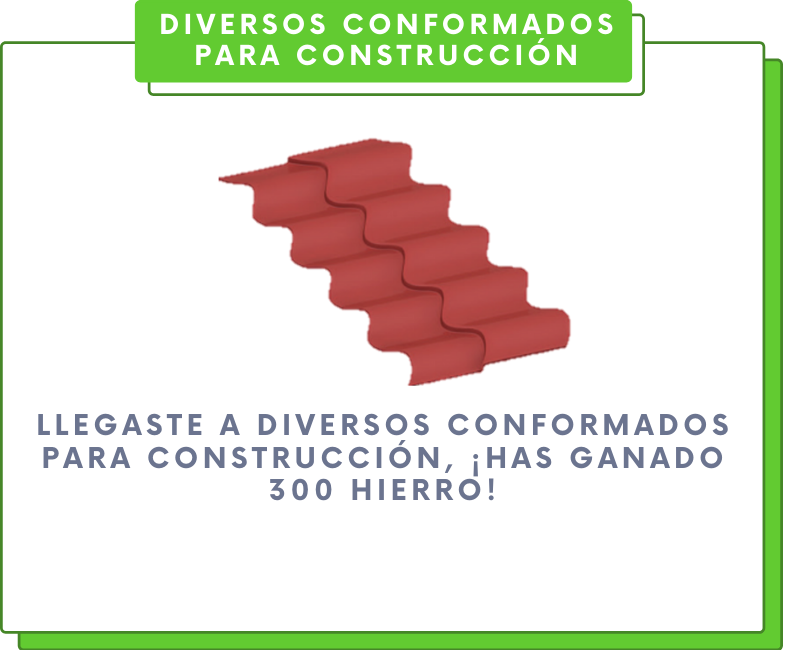 DIVERSOS CONFORMADOS
PARA CONSTRUCCIÓN
LLEGASTE A DIVERSOS CONFORMADOS
PARA CONSTRUCCIÓN, ¡HAS GANADO
300 HIERRO!